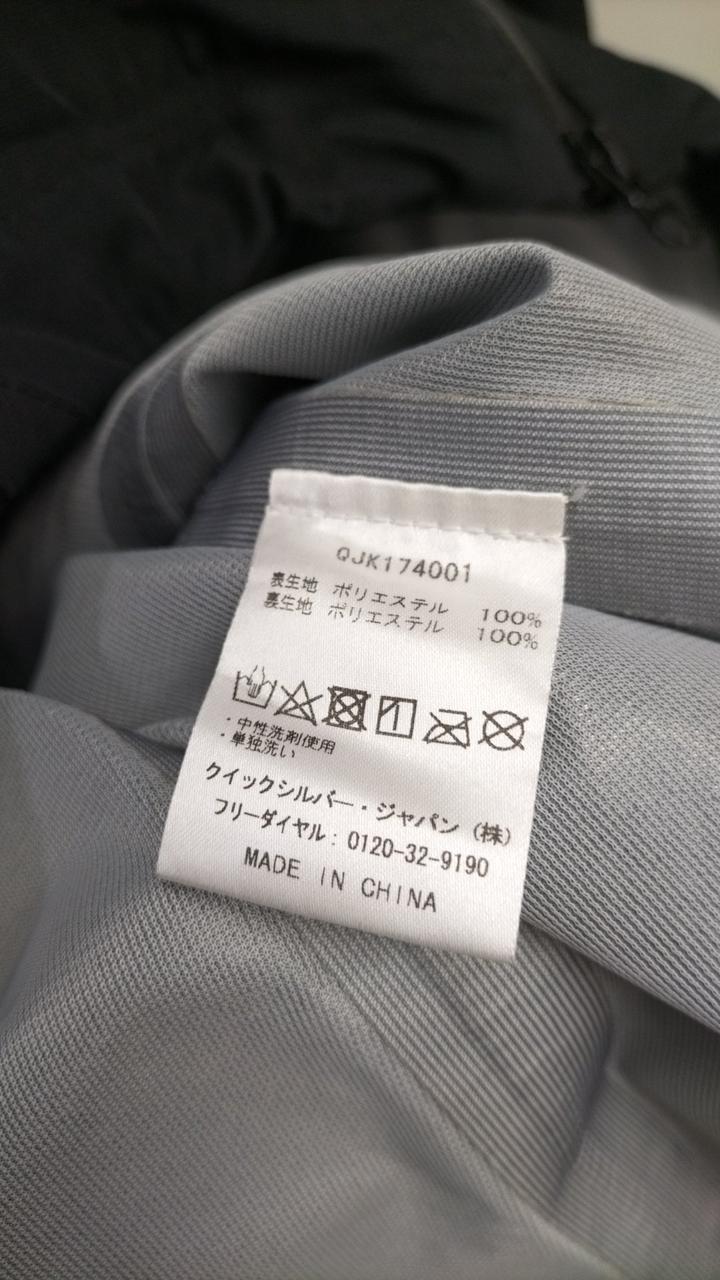 QJK174001
表生地 ポリエステル 100%
裏生地 ポリエステル 100%
・中性洗剤使用
・単独洗い
クイックシルバー・ジャパン（株）
フリーダイヤル：0120-32-9190
MADE IN CHINA